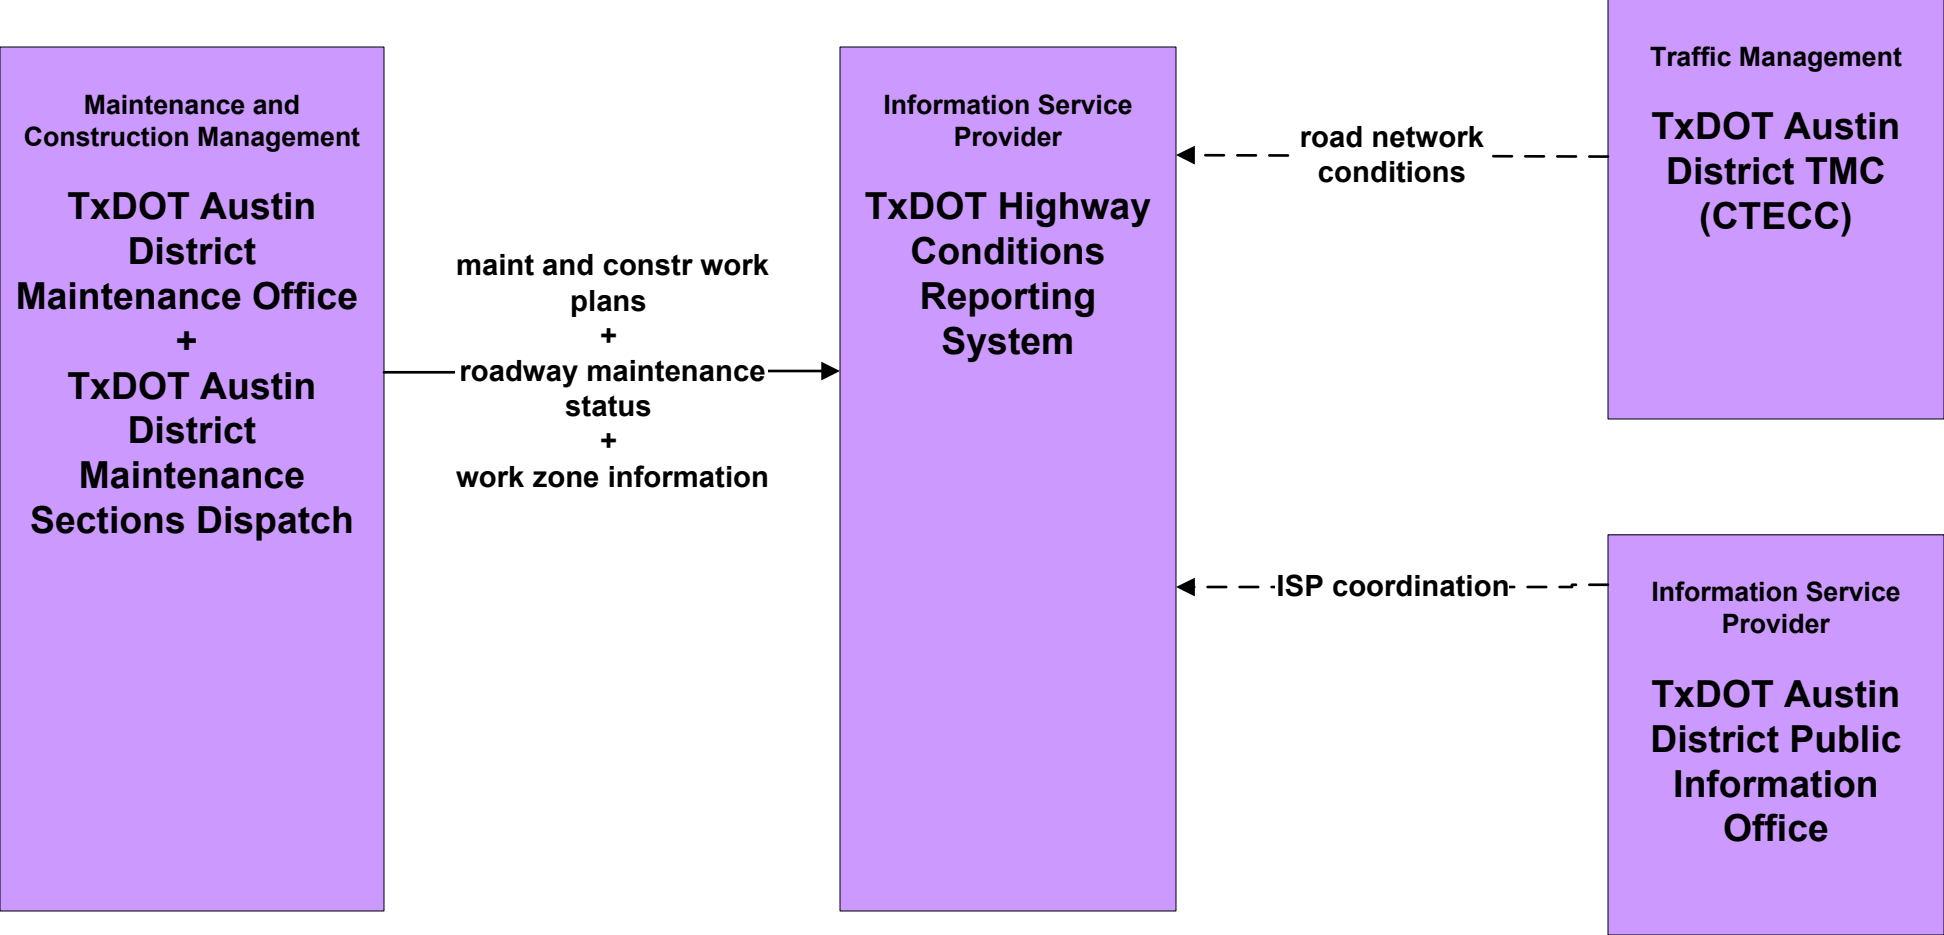 Maintenance and
Construction Management
TxDOT Austin
District
Maintenance Office
+
TxDOT Austin
District
Maintenance
Sections Dispatch
maint and constr work
plans
+
roadway maintenance
status
+
work zone information
Information Service
Provider
TxDOT Highway
Conditions
Reporting
System
road network
conditions
ISP coordination
Traffic Management
TxDOT Austin
District TMC
(CTECC)
Information Service
Provider
TxDOT Austin
District Public
Information
Office